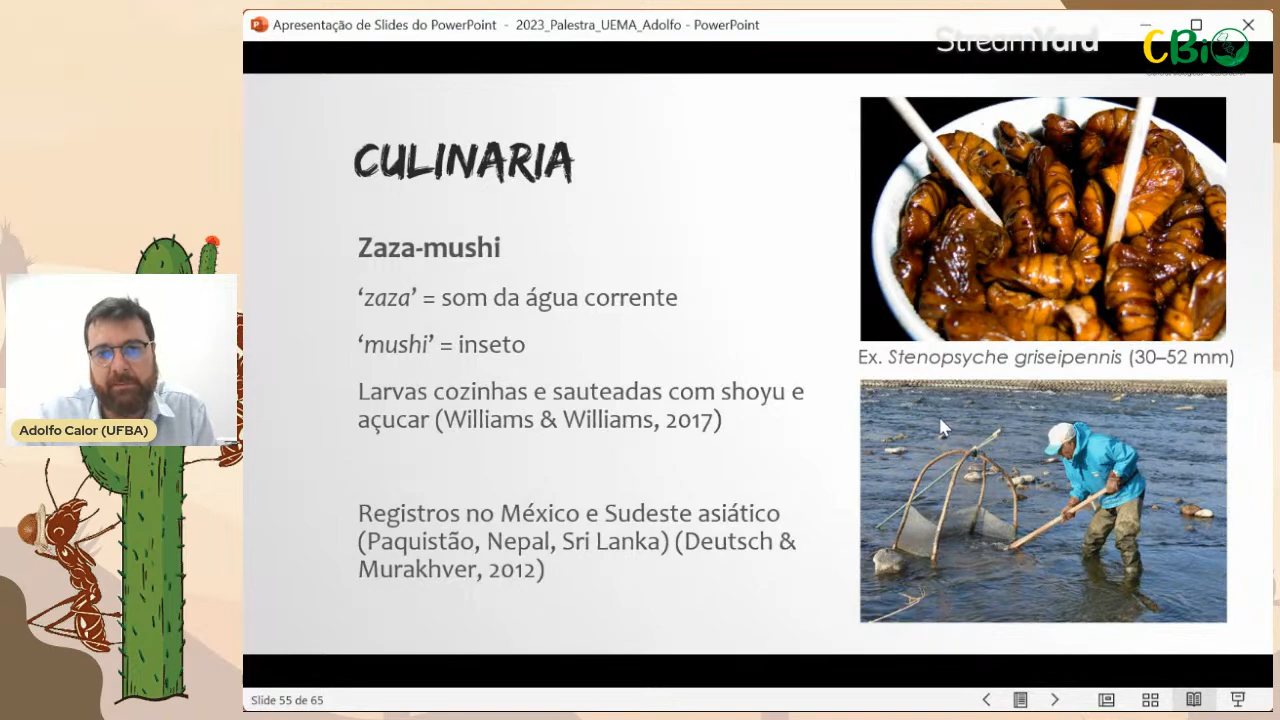 Apresentação de Slides do PowerPoint - 2023_Palestra_UEMA_Adolfo - PowerPoint
StreamYard
CBio
CULINARIA
Zaza-mushi
‘zaza’ = som da água corrente
‘mushi’ = inseto
Larvas cozinhas e sauteadas com shoyu e
açucar (Williams & Williams, 2017)
Registros no México e Sudeste asiático
(Paquistão, Nepal, Sri Lanka) (Deutsch &
Murakhver, 2012)
Ex. Stenopsyche griseipennis (30–52 mm)
Adolfo Calor (UFBA)
Slide 55 de 65